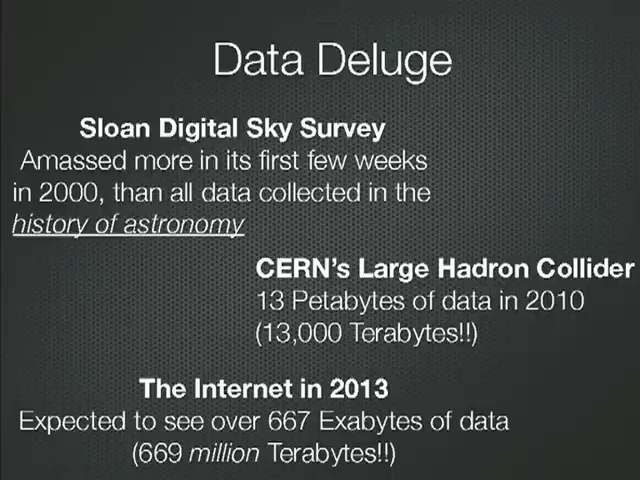 Data Deluge
Sloan Digital Sky Survey
Amassed more in its first few weeks
in 2000, than all data collected in the
history of astronomy
CERN's Large Hadron Collider
13 Petabytes of data in 2010
(13,000 Terabytes!!)
The Internet in 2013
Expected to see over 667 Exabytes of data
(669 million Terabytes!!)